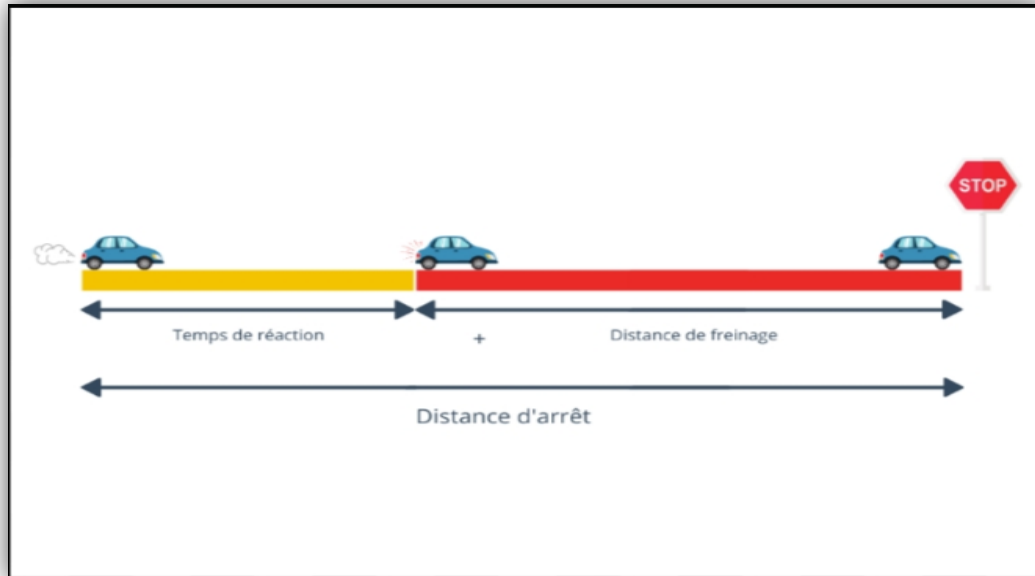 STOP
Temps de réaction
+
Distance de freinage
Distance d'arrêt